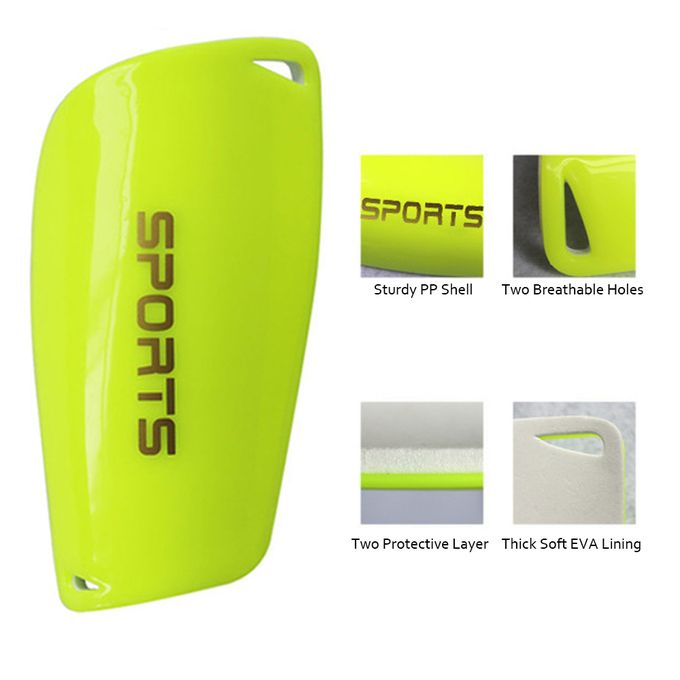 SPORTS
SPORTS
Sturdy PP Shell
Two Breathable Holes
Two Protective Layer
Thick Soft EVA Lining